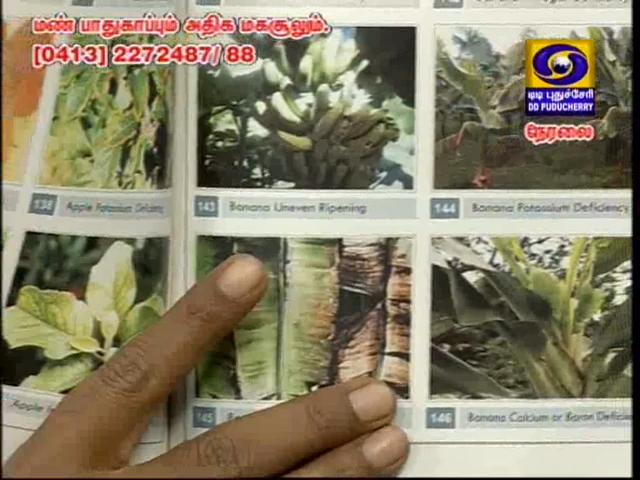 மண் பாதுகாப்பும் அதிக மகசூலும்.
[0413] 2272487/ 88
டிடி புதுச்சேரி
DD PUDUCHERRY
நேரலை
138 Apple Potassium Deficiency
143 Banana Uneven Ripening
144 Banana Potassium Deficiency
Apple
145
146 Banana Calcium or Boron Deficie